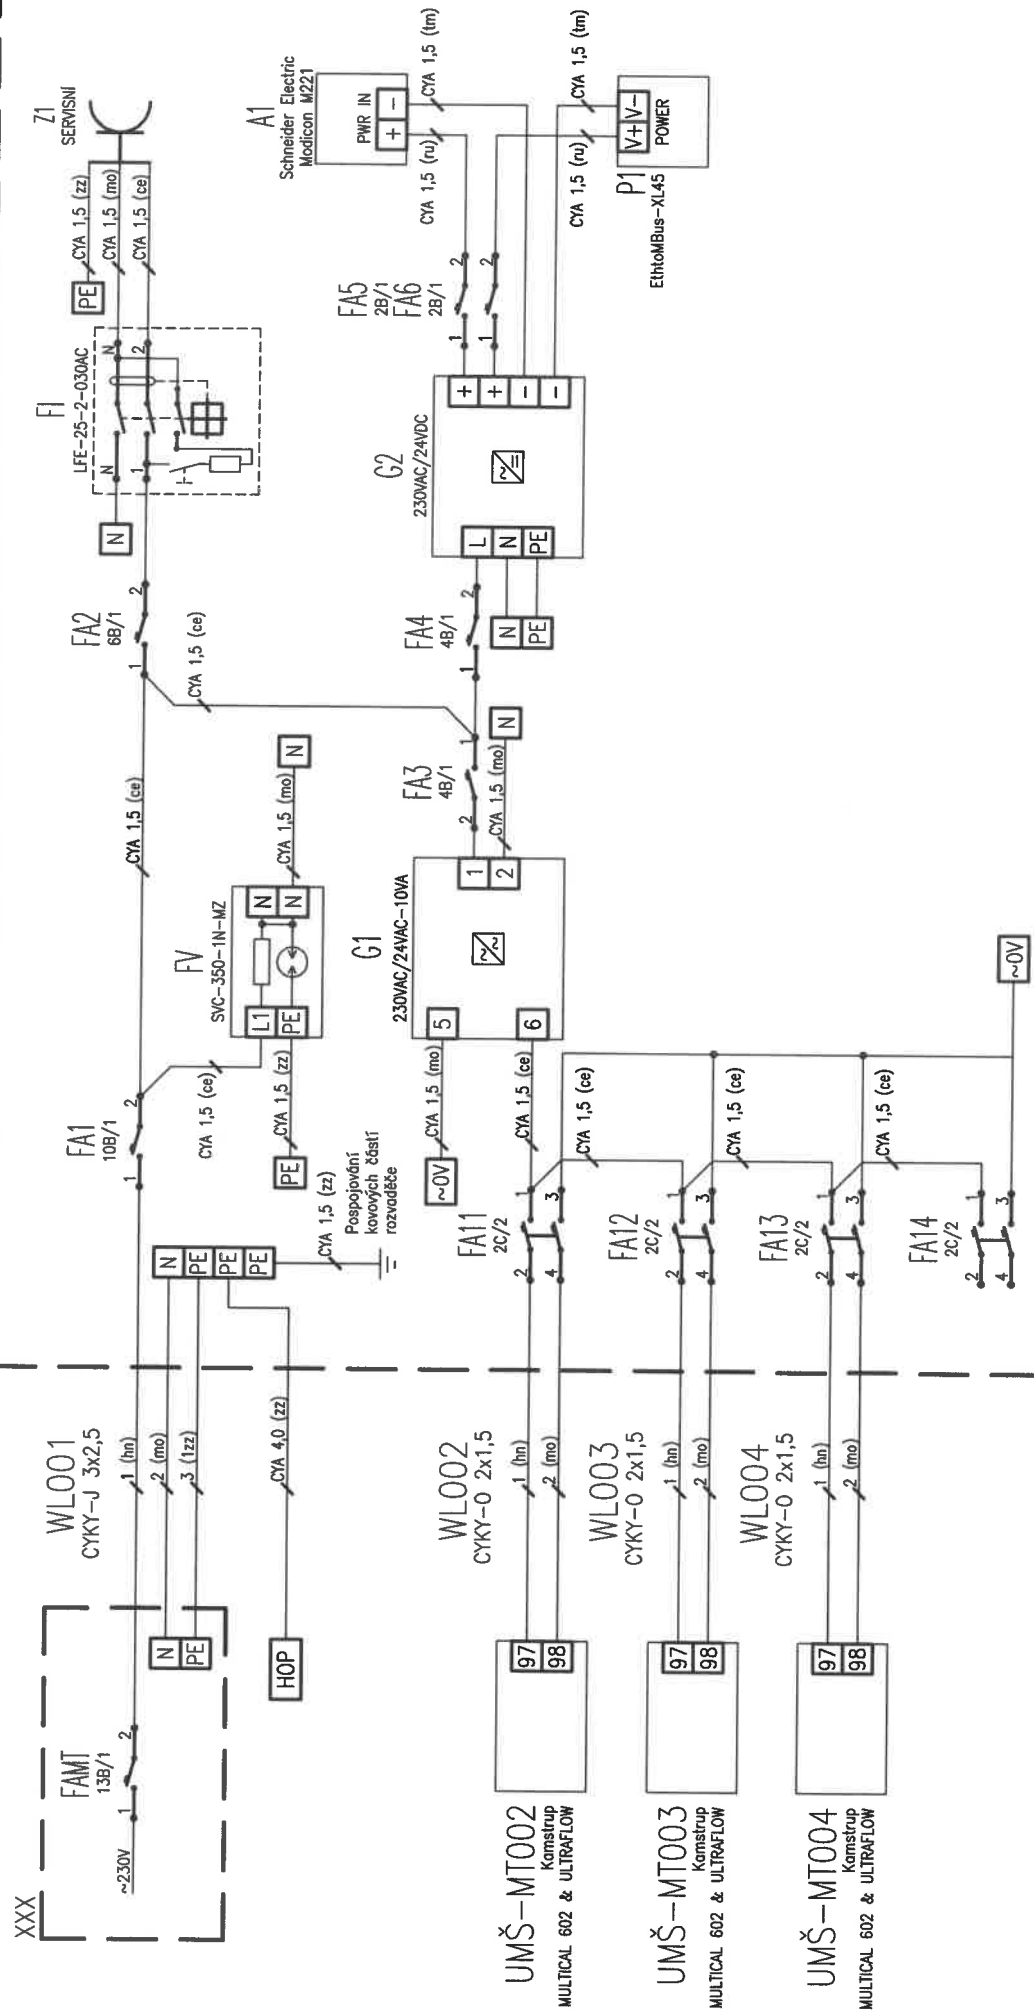 XXX
~230V
FAMT
13B/1
1
2
N
PE
HOP
WL001
CYKY-J 3x2,5
1 (hn)
2 (mo)
3 (1zz)
CYA 4,0 (zz)
N
PE
PE
PE
CYA 1,5 (zz)
Pospojování
kovových částí
rozvaděče
FA1
10B/1
1
2
CYA 1,5 (ce)
CYA 1,5 (zz)
PE
FV
SVC-350-1N-MZ
L1
PE
N
N
CYA 1,5 (mo)
N
CYA 1,5 (ce)
FA2
6B/1
1
2
CYA 1,5 (ce)
N
FI
LFE-25-2-030AC
N
1
N
2
PE
CYA 1,5 (zz)
CYA 1,5 (mo)
CYA 1,5 (ce)
Z1
SERVISNÍ
G1
230VAC/24VAC-10VA
5
6
1
2
~0V
CYA 1,5 (mo)
CYA 1,5 (ce)
FA3
4B/1
2
1
CYA 1,5 (mo)
N
FA4
4B/1
1
2
N
PE
G2
230VAC/24VDC
L
N
PE
+
+
-
-
FA5
2B/1
FA6
2B/1
1
2
1
2
A1
Schneider Electric
Modicon M221
PWR IN
+
-
CYA 1,5 (ru)
CYA 1,5 (tm)
CYA 1,5 (ru)
CYA 1,5 (tm)
P1
EthtoMBus-XL45
V+
V-
POWER
UMŠ-MT002
Kamstrup
MULTICAL 602 & ULTRAFLOW
97
98
WL002
CYKY-O 2x1,5
1 (hn)
2 (mo)
FA11
2C/2
2
1
4
3
CYA 1,5 (ce)
UMŠ-MT003
Kamstrup
MULTICAL 602 & ULTRAFLOW
97
98
WL003
CYKY-O 2x1,5
1 (hn)
2 (mo)
FA12
2C/2
2
1
4
3
CYA 1,5 (ce)
UMŠ-MT004
Kamstrup
MULTICAL 602 & ULTRAFLOW
97
98
WL004
CYKY-O 2x1,5
1 (hn)
2 (mo)
FA13
2C/2
2
1
4
3
CYA 1,5 (ce)
FA14
2C/2
2
1
4
3
~0V